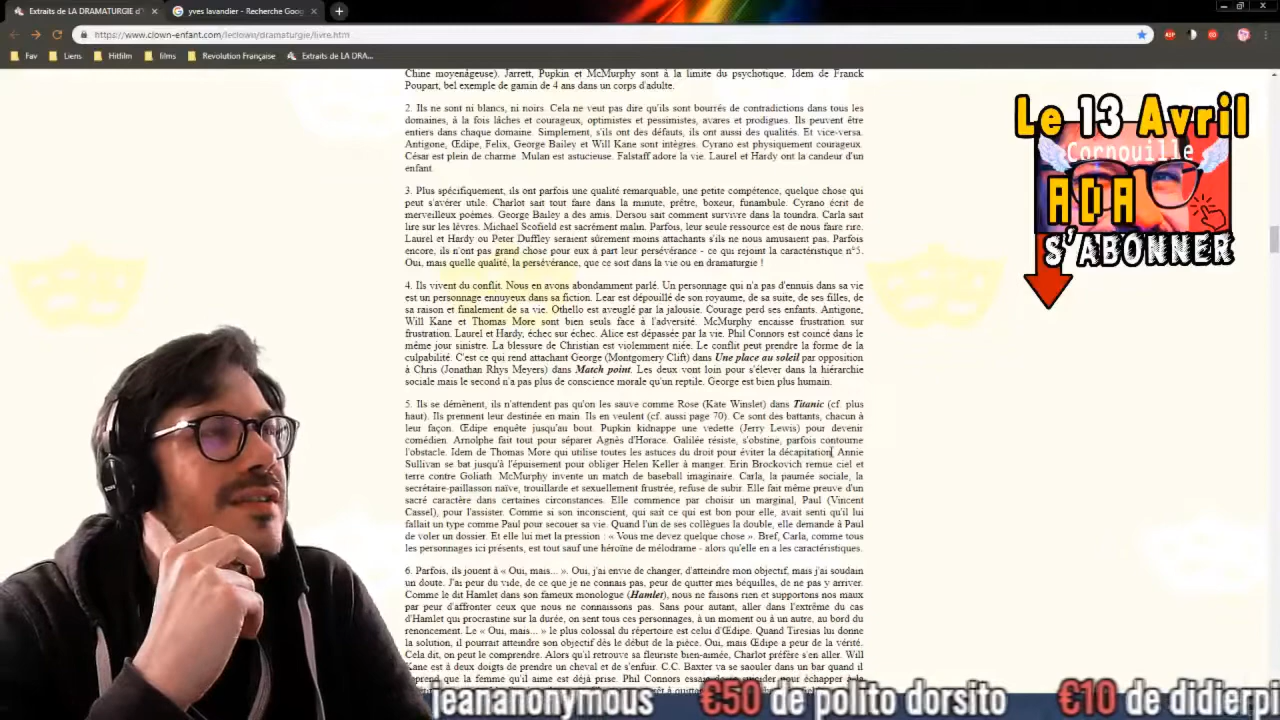 Extraits de LA DRAMATURGIE d'Y
yves lavandier - Recherche Goog
https://www.clown-enfant.com/leclown/dramaturgie/livre.htm
Fav
Liens
Hitfilm
films
Revolution Française
Extraits de LA DRA...
Chine moyenâgeuse). Jarrett, Pupkin et McMurphy sont à la limite du psychotique. Idem de Franck
Poupart, bel exemple de gamin de 4 ans dans un corps d'adulte.
2. Ils ne sont ni blancs, ni noirs. Cela ne veut pas dire qu'ils sont bourrés de contradictions dans tous les
domaines, à la fois lâches et courageux, optimistes et pessimistes, avares et prodigues. Ils peuvent être
entiers dans chaque domaine. Simplement, s'ils ont des défauts, ils ont aussi des qualités. Et vice-versa.
Antigone, Œdipe, Felix, George Bailey et Will Kane sont intègres. Cyrano est physiquement courageux.
César est plein de charme. Mulan est astucieuse. Falstaff adore la vie. Laurel et Hardy ont la candeur d'un
enfant.
3. Plus spécifiquement, ils ont parfois une qualité remarquable, une petite compétence, quelque chose qui
peut s'avérer utile. Charlot sait tout faire dans la minute, prêtre, boxeur, funambule. Cyrano écrit de
merveilleux poèmes. George Bailey a des amis. Dersou sait comment survivre dans la toundra. Carla sait
lire sur les lèvres. Michael Scofield est sacrément malin. Parfois, leur seule ressource est de nous faire rire.
Laurel et Hardy ou Peter Duffley seraient sûrement moins attachants s'ils ne nous amusaient pas. Parfois
encore, ils n'ont pas grand chose pour eux à part leur persévérance - ce qui rejoint la caractéristique n°5.
Oui, mais quelle qualité, la persévérance, que ce soit dans la vie ou en dramaturgie !
4. Ils vivent du conflit. Nous en avons abondamment parlé. Un personnage qui n'a pas d'ennuis dans sa vie
est un personnage ennuyeux dans sa fiction. Lear est dépouillé de son royaume, de sa suite, de ses filles, de
sa raison et finalement de sa vie. Othello est aveuglé par la jalousie. Courage perd ses enfants. Antigone,
Will Kane et Thomas More sont bien seuls face à l'adversité. McMurphy encaisse frustration sur
frustration. Laurel et Hardy, échec sur échec. Alice est dépassée par la vie. Phil Connors est coincé dans le
même jour sinistre. La blessure de Christian est violemment niée. Le conflit peut prendre la forme de la
culpabilité. C'est ce qui rend attachant George (Montgomery Clift) dans Une place au soleil par opposition
à Chris (Jonathan Rhys Meyers) dans Match point. Les deux vont loin pour s'élever dans la hiérarchie
sociale mais le second n'a pas plus de conscience morale qu'un reptile. George est bien plus humain.
5. Ils se démènent, ils n'attendent pas qu'on les sauve comme Rose (Kate Winslet) dans Titanic (cf. plus
haut). Ils prennent leur destinée en main. Ils en veulent (cf. aussi page 70). Ce sont des battants, chacun à
leur façon. Œdipe enquête jusqu'au bout. Pupkin kidnappe une vedette (Jerry Lewis) pour devenir
comédien. Arnolphe fait tout pour séparer Agnès d'Horace. Galilée résiste, s'obstine, parfois contourne
l'obstacle. Idem de Thomas More qui utilise toutes les astuces du droit pour éviter la décapitation. Annie
Sullivan se bat jusqu'à l'épuisement pour obliger Helen Keller à manger. Erin Brockovich remue ciel et
terre contre Goliath. McMurphy invente un match de baseball imaginaire. Carla, la paumée sociale, la
secrétaire-paillasson naïve, trouillarde et sexuellement frustrée, refuse de subir. Elle fait même preuve d'un
sacré caractère dans certaines circonstances. Elle commence par choisir un marginal, Paul (Vincent
Cassel), pour l'assister. Comme si son inconscient, qui sait ce qui est bon pour elle, avait senti qu'il lui
fallait un type comme Paul pour secouer sa vie. Quand l'un de ses collègues la double, elle demande à Paul
de voler un dossier. Et elle lui met la pression : « Vous me devez quelque chose ». Bref, Carla, comme tous
les personnages ici présents, est tout sauf une héroïne de mélodrame - alors qu'elle en a les caractéristiques.
6. Parfois, ils jouent à « Oui, mais... ». Oui, j'ai envie de changer, d'atteindre mon objectif, mais j'ai soudain
un doute. J'ai peur du vide, de ce que je ne connais pas, peur de quitter mes béquilles, de ne pas y arriver.
Comme le dit Hamlet dans son fameux monologue (Hamlet), nous ne faisons rien et supportons nos maux
par peur d'affronter ceux que nous ne connaissons pas. Sans pour autant, aller dans l'extrême du cas
d'Hamlet qui procrastine sur la durée, on sent tous ces personnages, à un moment ou à un autre, au bord du
renoncement. Le « Oui, mais... » le plus colossal du répertoire est celui d'Œdipe. Quand Tiresias lui donne
la solution, il pourrait atteindre son objectif dès le début de la pièce. Oui, mais Œdipe a peur de la vérité.
Cela dit, on peut le comprendre. Alors qu'il retrouve sa fleuriste bien-aimée, Charlot préfère s'en aller. Will
Kane est à deux doigts de prendre un cheval et de s'enfuir. C.C. Baxter va se saouler dans un bar quand il
apprend que la femme qu'il aime est déjà prise. Phil Connors essaie de se suicider pour échapper à la
Le 13 Avril
Cornouille
ADA
S'ABONNER
jeananonymous €50 de polito dorsito €10 de didierpi